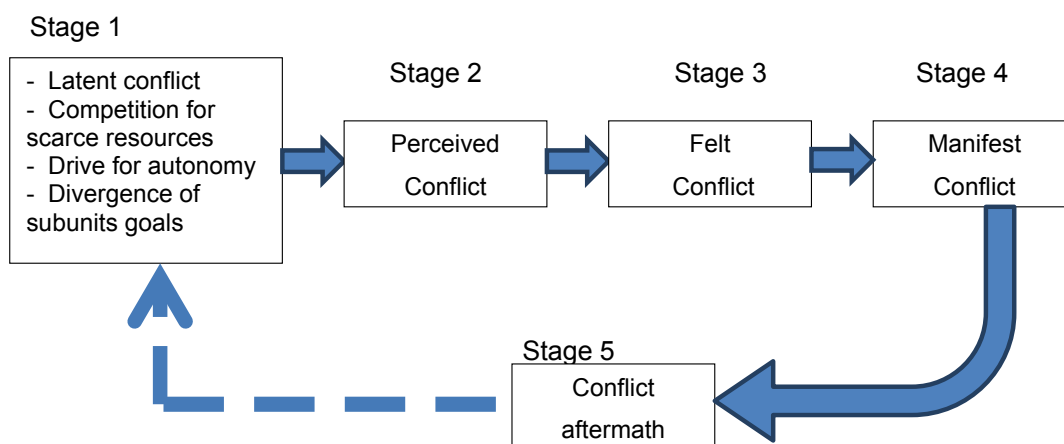 Stage 1
- Latent conflict
- Competition for
scarce resources
- Drive for autonomy
- Divergence of
subunits goals
Stage 2
Perceived
Conflict
Stage 3
Felt
Conflict
Stage 4
Manifest
Conflict
Stage 5
Conflict
aftermath